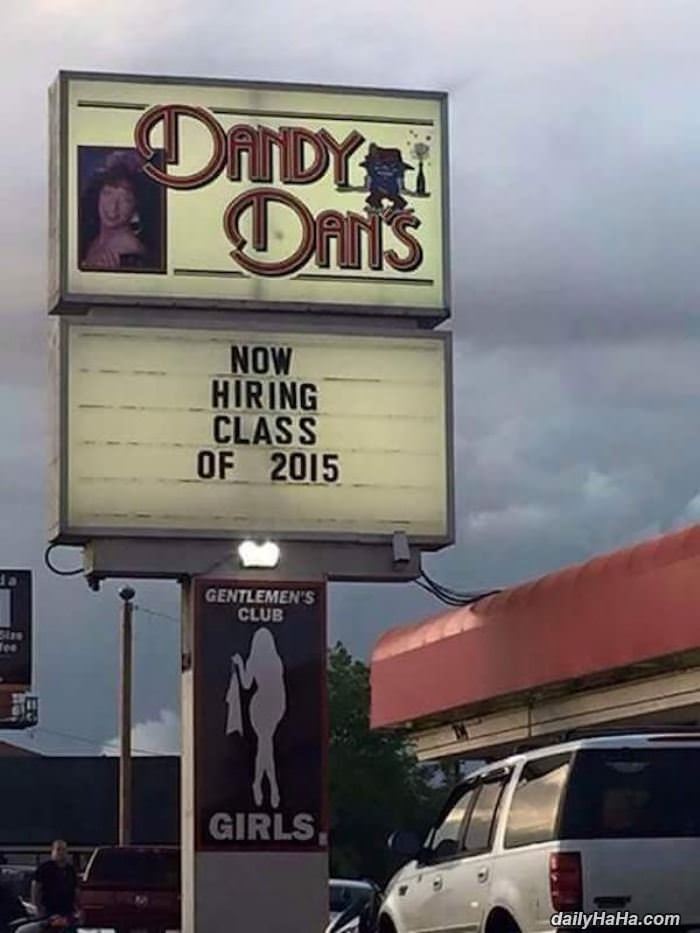 DANDY
DAN'S
NOW
HIRING
CLASS
OF 2015
GENTLEMEN'S
CLUB
GIRLS
dailyHaHa.com